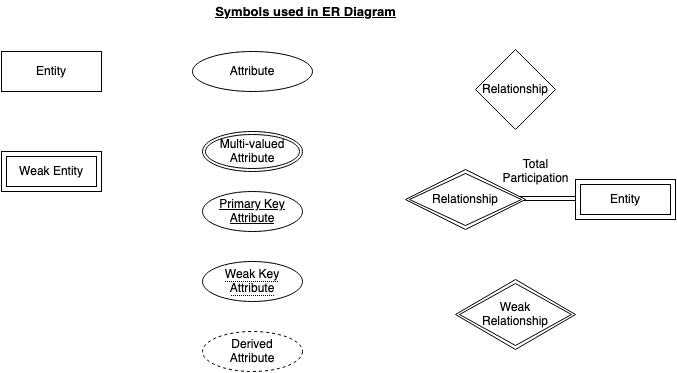 Symbols used in ER Diagram
Entity
Attribute
Relationship
Multi-valued
Attribute
Weak Entity
Total
Participation
Relationship
Entity
Primary Key
Attribute
Weak Key
Attribute
Weak
Relationship
Derived
Attribute